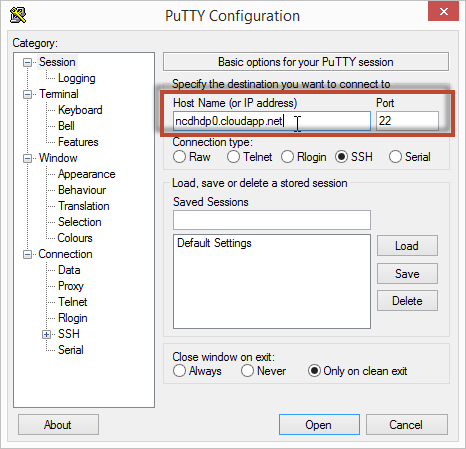 PuTTY Configuration
Category:
Session
Logging
Terminal
Keyboard
Bell
Features
Window
Appearance
Behaviour
Translation
Selection
Colours
Connection
Data
Proxy
Telnet
Rlogin
SSH
Serial
Basic options for your PuTTY session
Specify the destination you want to connect to
Host Name (or IP address) Port
ncdhdp0.cloudapp.net 22
Connection type:
Raw Telnet Rlogin SSH Serial
Load, save or delete a stored session
Saved Sessions
Default Settings
Load
Save
Delete
Close window on exit:
Always Never Only on clean exit
About Open Cancel